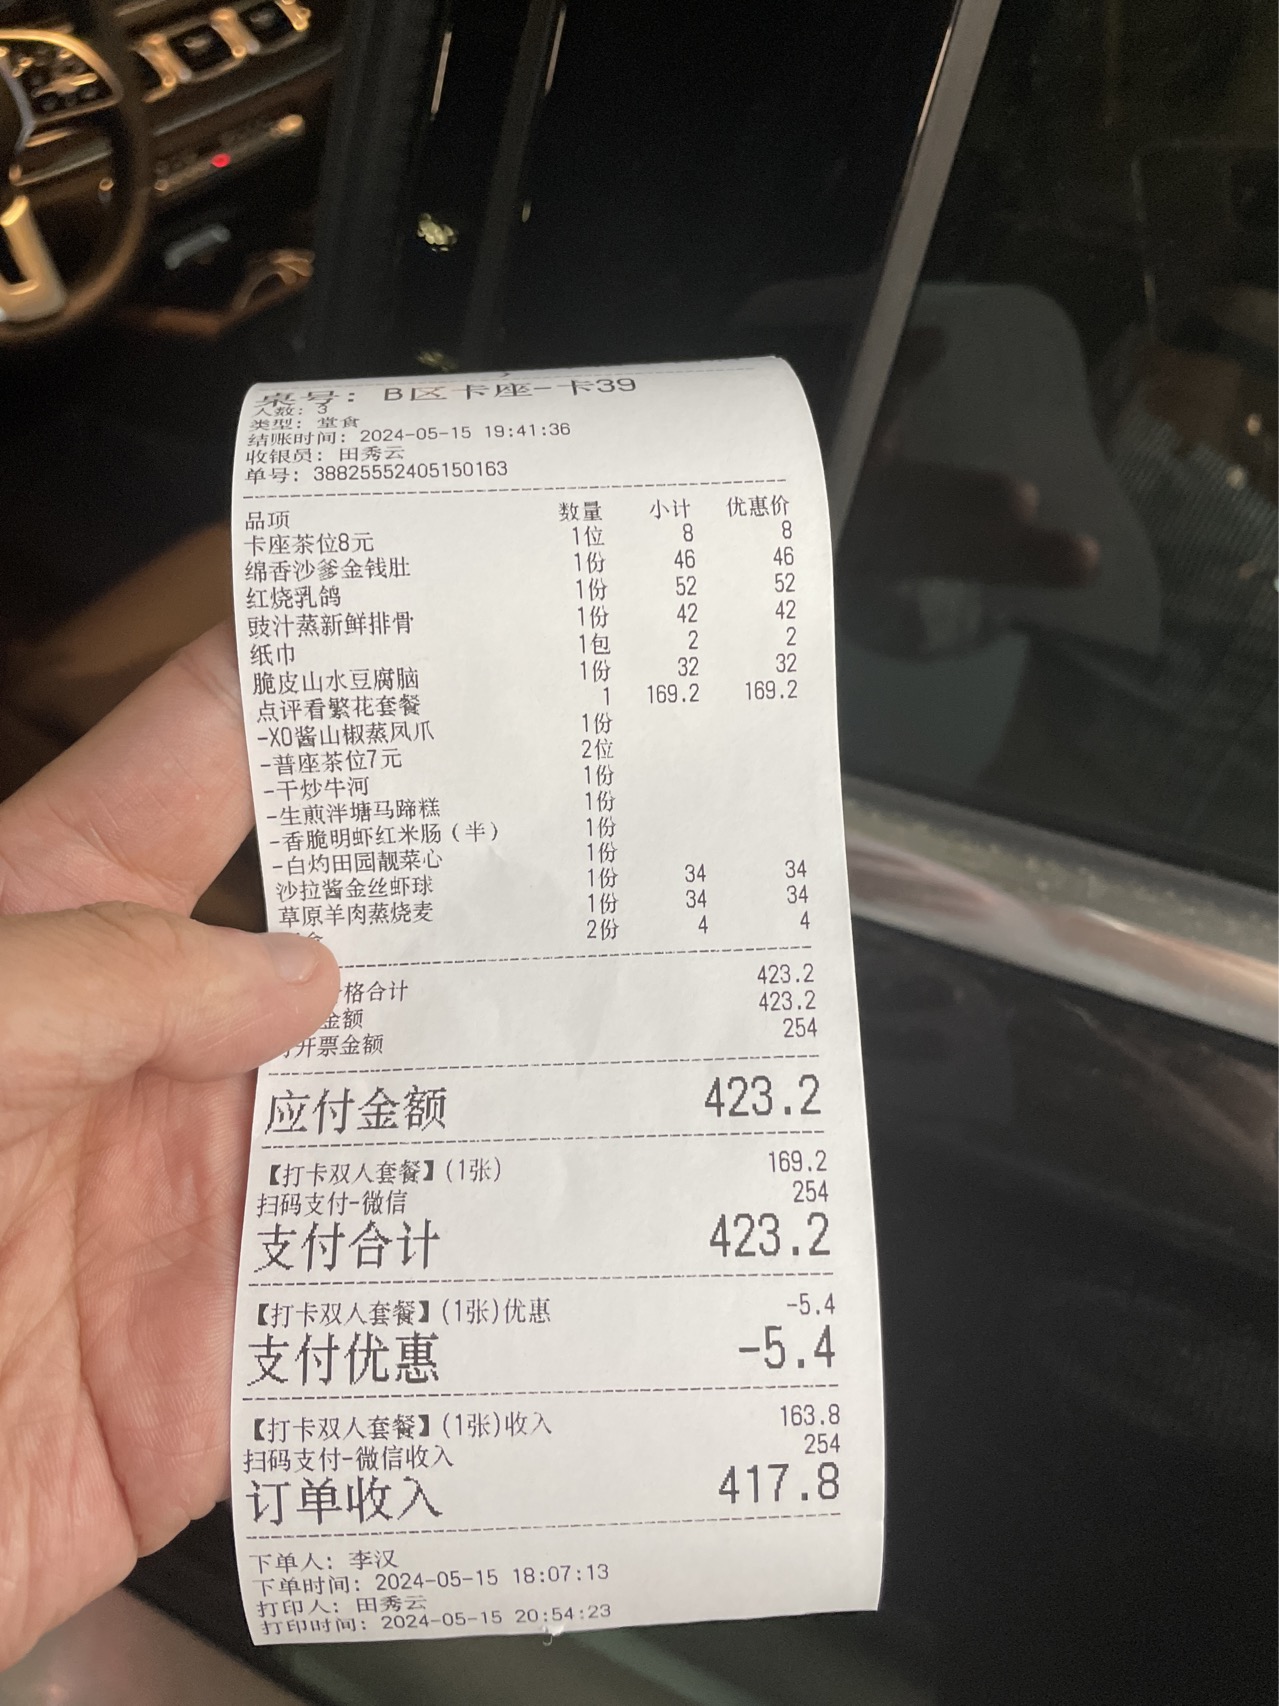 桌号: B区卡座-卡39
人数: 3
类型: 堂食
结账时间: 2024-05-15 19:41:36
收银员: 田秀云
单号: 38825552405150163
品项 数量 小计 优惠价
卡座茶位8元 1位 8 8
绵香沙爹金钱肚 1份 46 46
红烧乳鸽 1份 52 52
豉汁蒸新鲜排骨 1份 42 42
纸巾 1包 2 2
脆皮山水豆腐脑 1份 32 32
点评看繁花套餐 1 169.2 169.2
-XO酱山椒蒸凤爪 1份
-普座茶位7元 2位
-干炒牛河 1份
-生煎泮塘马蹄糕 1份
-香脆明虾红米肠(半) 1份
-白灼田园靓菜心 1份
沙拉酱金丝虾球 1份 34 34
草原羊肉蒸烧麦 1份 34 34
2份 4 4
格合计 423.2
金额 423.2
开票金额 254
应付金额 423.2
【打卡双人套餐】(1张) 169.2
扫码支付-微信 254
支付合计 423.2
【打卡双人套餐】(1张)优惠 -5.4
支付优惠 -5.4
【打卡双人套餐】(1张)收入 163.8
扫码支付-微信收入 254
订单收入 417.8
下单人: 李汉
下单时间: 2024-05-15 18:07:13
打印人: 田秀云
打印时间: 2024-05-15 20:54:23